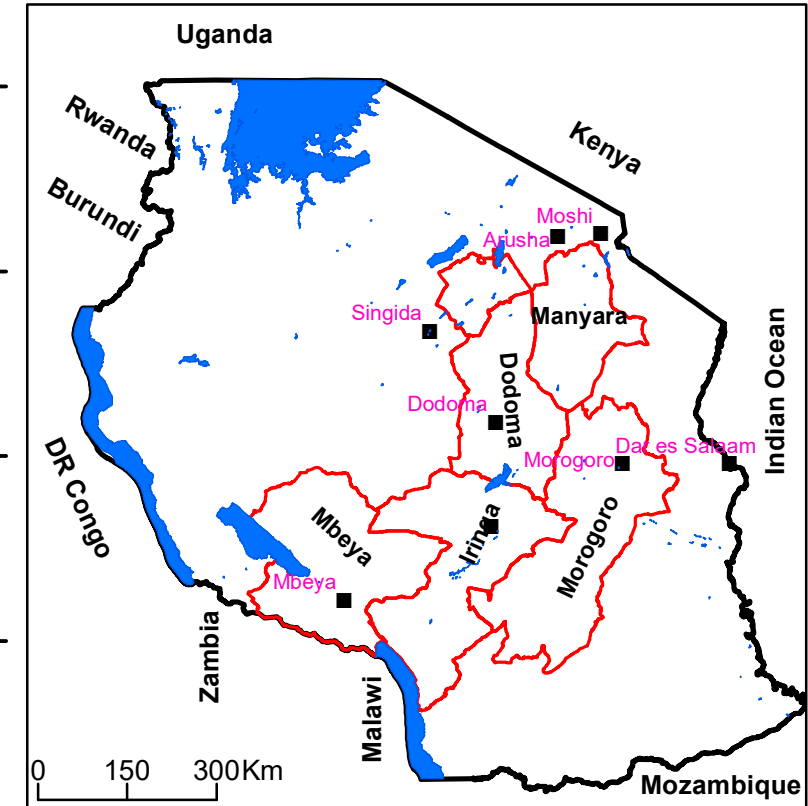 Uganda
Rwanda
Kenya
Burundi
Moshi
Arusha
Singida
Manyara
Indian Ocean
Dodoma
Dodoma
Dar es Salaam
Morogoro
DR Congo
Mbeya
Iringa
Morogoro
Mbeya
Zambia
Malawi
0 150 300Km
Mozambique